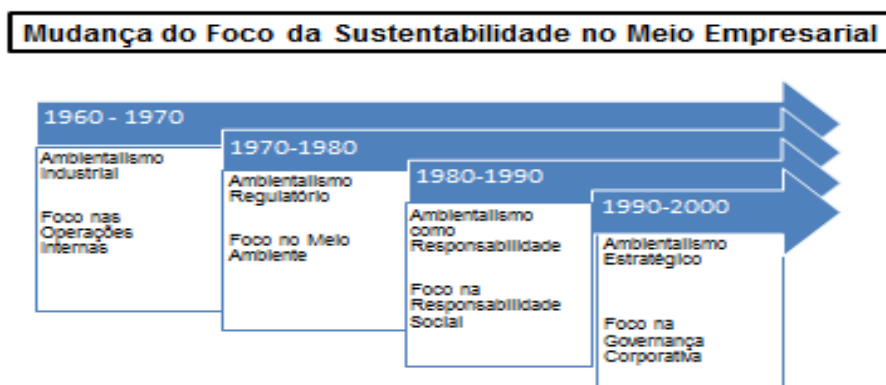 Mudança do Foco da Sustentabilidade no Meio Empresarial
1960 - 1970
Ambientalismo
Industrial
Foco nas
Operações
Internas
1970-1980
Ambientalismo
Regulatório
Foco no Meio
Ambiente
1980-1990
Ambientalismo
como
Responsabilidade
Foco na
Responsabilidade
Social
1990-2000
Ambientalismo
Estratégico
Foco na
Governança
Corporativa